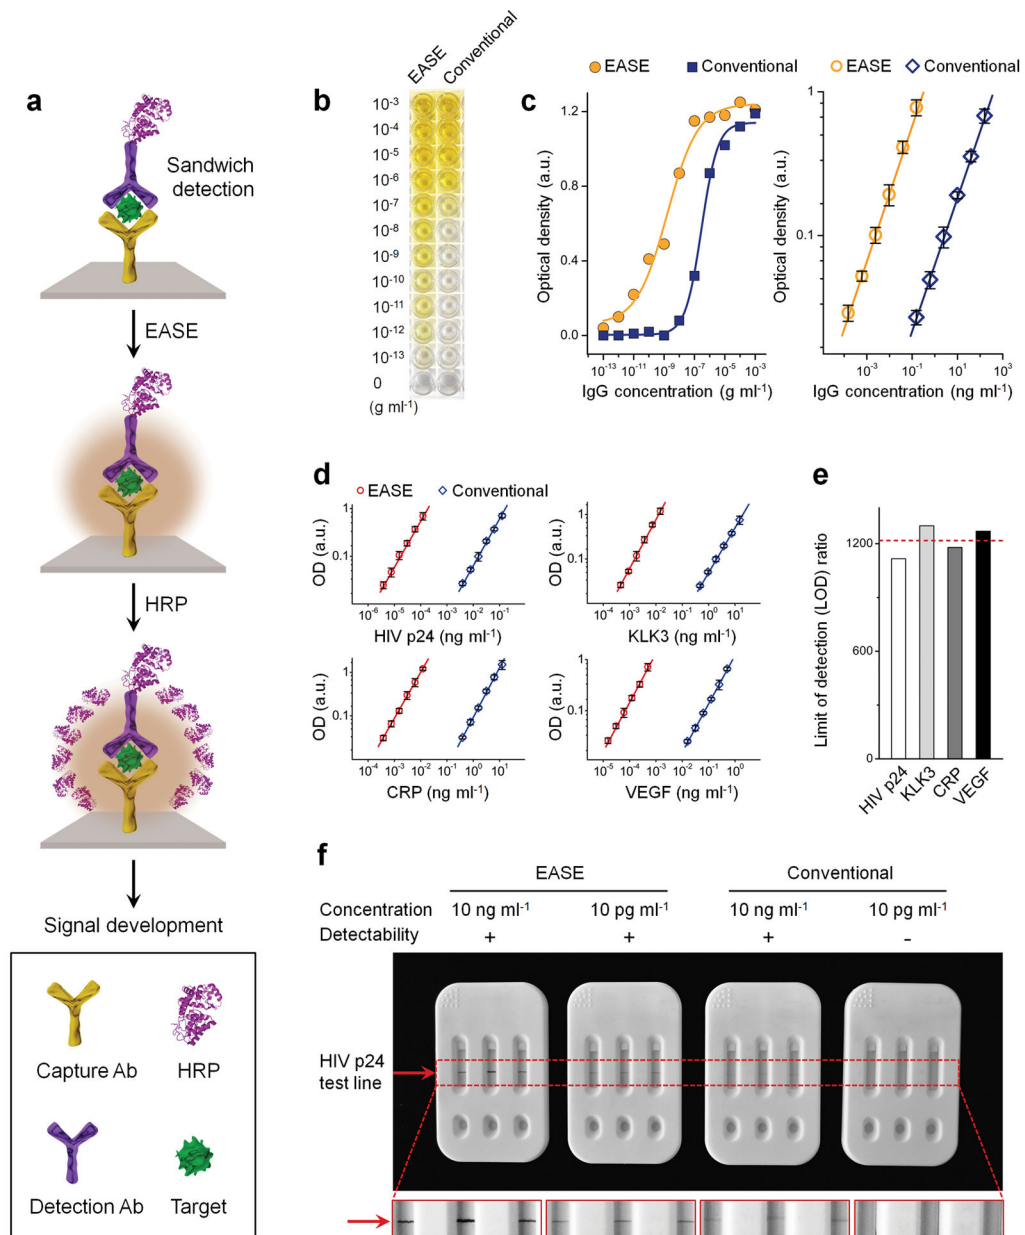 a
Sandwich
detection
EASE
HRP
Signal development
Capture Ab
HRP
Detection Ab
Target
b
EASE
Conventional
10⁻³
10⁻⁴
10⁻⁵
10⁻⁶
10⁻⁷
10⁻⁸
10⁻⁹
10⁻¹⁰
10⁻¹¹
10⁻¹²
10⁻¹³
0
(g ml⁻¹)
c
EASE Conventional
Optical density (a.u.)
1.2
0.8
0.4
0.0
10⁻¹³ 10⁻¹¹ 10⁻⁹ 10⁻⁷ 10⁻⁵ 10⁻³
IgG concentration (g ml⁻¹)
EASE Conventional
Optical density (a.u.)
1
0.1
10⁻³ 10⁻¹ 10¹ 10³
IgG concentration (ng ml⁻¹)
d
EASE Conventional
OD (a.u.)
1
0.1
10⁻⁶ 10⁻⁵ 10⁻⁴ 10⁻³ 10⁻² 10⁻¹
HIV p24 (ng ml⁻¹)
OD (a.u.)
1
0.1
10⁻⁵ 10⁻⁴ 10⁻³ 10⁻² 10⁻¹ 10⁰ 10¹
KLK3 (ng ml⁻¹)
OD (a.u.)
1
0.1
10⁻⁴ 10⁻³ 10⁻² 10⁻¹ 10⁰ 10¹
CRP (ng ml⁻¹)
OD (a.u.)
1
0.1
10⁻⁵ 10⁻⁴ 10⁻³ 10⁻² 10⁻¹ 10⁰
VEGF (ng ml⁻¹)
e
Limit of detection (LOD) ratio
1200
600
0
HIV p24
KLK3
CRP
VEGF
f
EASE Conventional
Concentration 10 ng ml⁻¹ 10 pg ml⁻¹ 10 ng ml⁻¹ 10 pg ml⁻¹
Detectability + + + -
HIV p24
test line